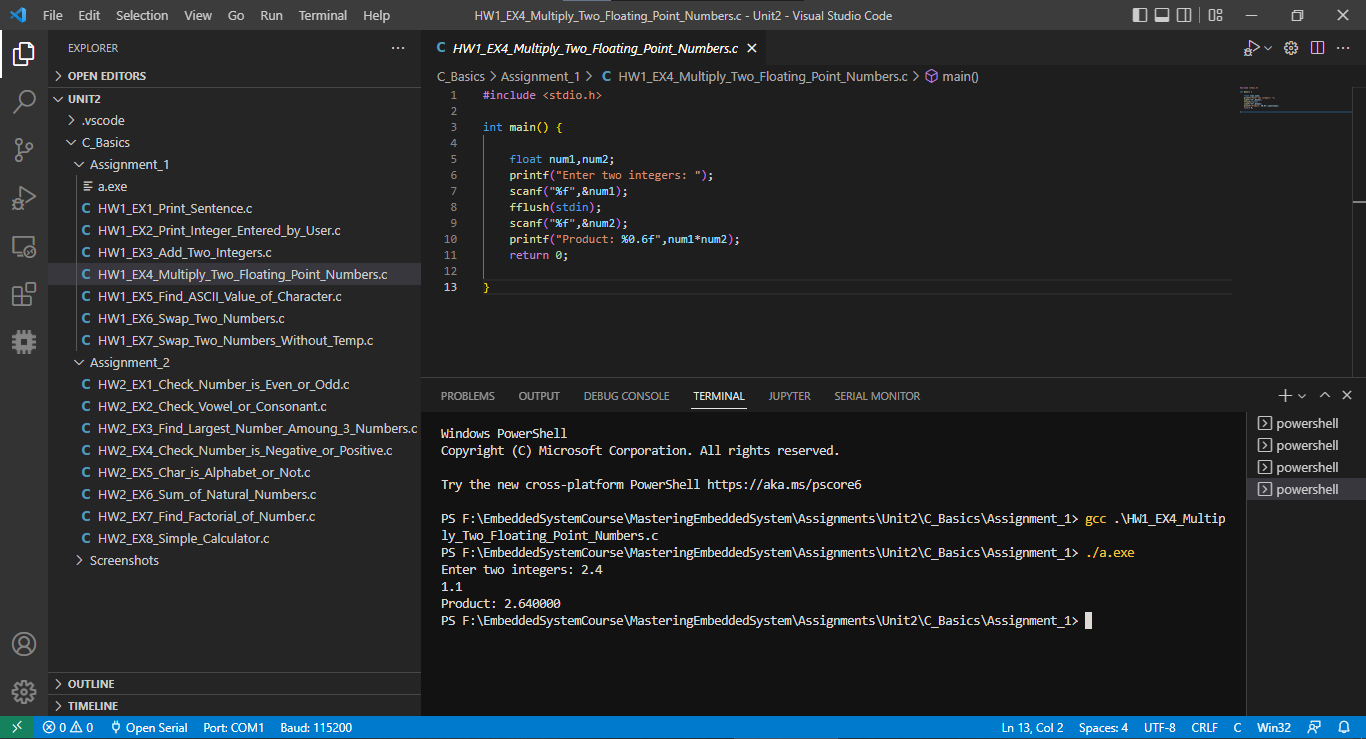 File Edit Selection View Go Run Terminal Help HW1_EX4_Multiply_Two_Floating_Point_Numbers.c - Unit2 - Visual Studio Code
EXPLORER
OPEN EDITORS
UNIT2
.vscode
C_Basics
Assignment_1
a.exe
C HW1_EX1_Print_Sentence.c
C HW1_EX2_Print_Integer_Entered_by_User.c
C HW1_EX3_Add_Two_Integers.c
C HW1_EX4_Multiply_Two_Floating_Point_Numbers.c
C HW1_EX5_Find_ASCII_Value_of_Character.c
C HW1_EX6_Swap_Two_Numbers.c
C HW1_EX7_Swap_Two_Numbers_Without_Temp.c
Assignment_2
C HW2_EX1_Check_Number_is_Even_or_Odd.c
C HW2_EX2_Check_Vowel_or_Consonant.c
C HW2_EX3_Find_Largest_Number_Amoung_3_Numbers.c
C HW2_EX4_Check_Number_is_Negative_or_Positive.c
C HW2_EX5_Char_is_Alphabet_or_Not.c
C HW2_EX6_Sum_of_Natural_Numbers.c
C HW2_EX7_Find_Factorial_of_Number.c
C HW2_EX8_Simple_Calculator.c
Screenshots
OUTLINE
TIMELINE
C HW1_EX4_Multiply_Two_Floating_Point_Numbers.c
C_Basics > Assignment_1 > C HW1_EX4_Multiply_Two_Floating_Point_Numbers.c > main()
1 #include <stdio.h>
2
3 int main() {
4
5 float num1,num2;
6 printf("Enter two integers: ");
7 scanf("%f",&num1);
8 fflush(stdin);
9 scanf("%f",&num2);
10 printf("Product: %0.6f",num1*num2);
11 return 0;
12
13 }
PROBLEMS OUTPUT DEBUG CONSOLE TERMINAL JUPYTER SERIAL MONITOR
Windows PowerShell
Copyright (C) Microsoft Corporation. All rights reserved.
Try the new cross-platform PowerShell https://aka.ms/pscore6
PS F:\EmbeddedSystemCourse\MasteringEmbeddedSystem\Assignments\Unit2\C_Basics\Assignment_1> gcc .\HW1_EX4_Multip
ly_Two_Floating_Point_Numbers.c
PS F:\EmbeddedSystemCourse\MasteringEmbeddedSystem\Assignments\Unit2\C_Basics\Assignment_1> ./a.exe
Enter two integers: 2.4
1.1
Product: 2.640000
PS F:\EmbeddedSystemCourse\MasteringEmbeddedSystem\Assignments\Unit2\C_Basics\Assignment_1>
powershell
powershell
powershell
powershell
0 0 Open Serial Port: COM1 Baud: 115200 Ln 13, Col 2 Spaces: 4 UTF-8 CRLF C Win32